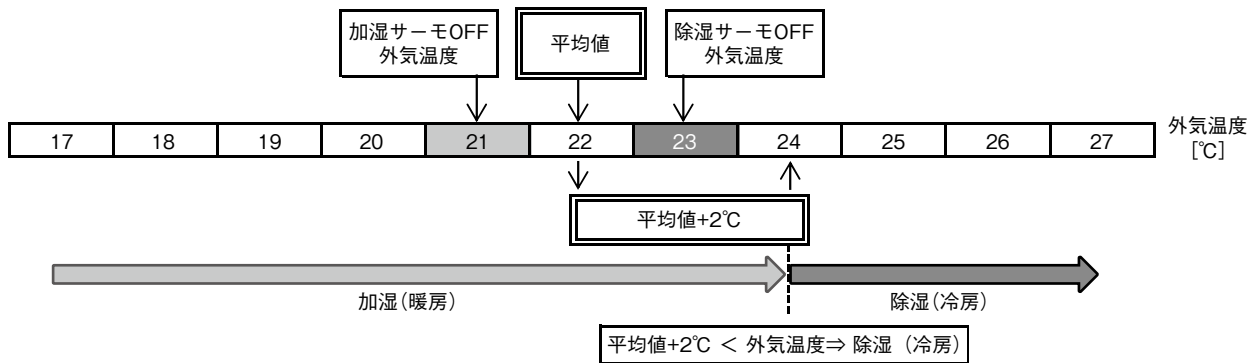 加湿サーモOFF
外気温度
平均値
除湿サーモOFF
外気温度
17 18 19 20 21 22 23 24 25 26 27
外気温度
[℃]
平均値+2℃
加湿(暖房)
除湿(冷房)
平均値+2℃ < 外気温度⇒ 除湿（冷房）